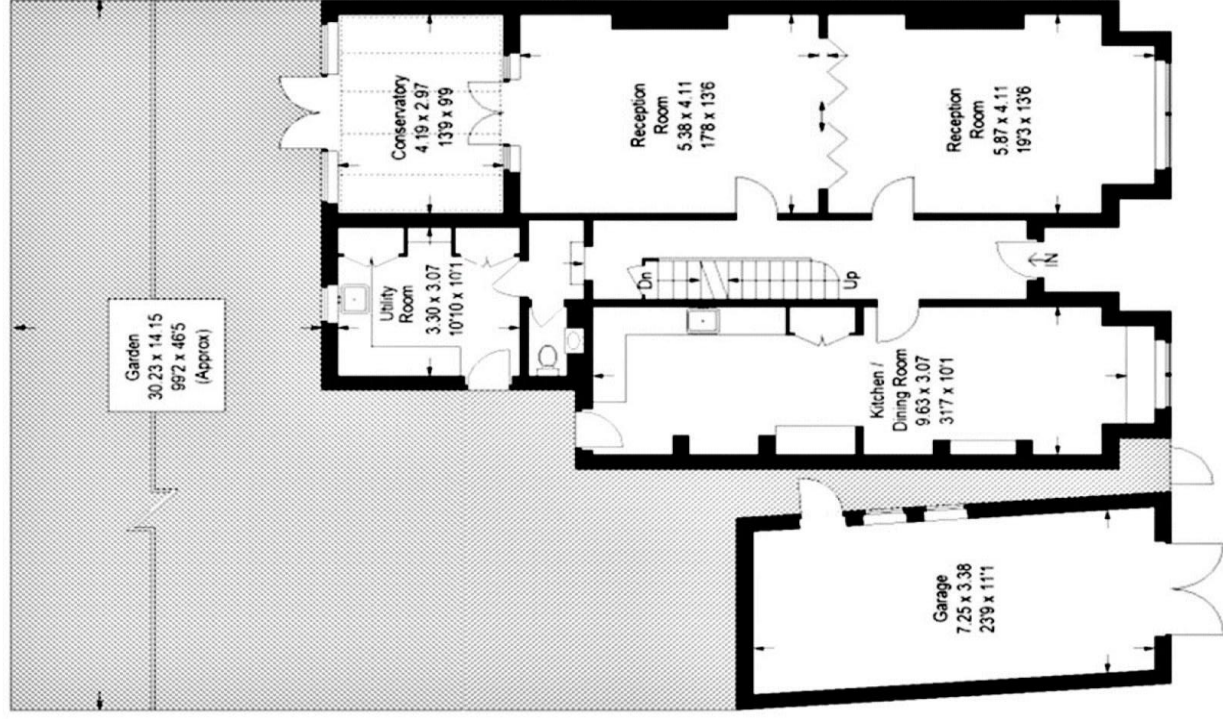 Garden
30.23 x 14.15
99'2 x 46'5
(Approx)
Conservatory
4.19 x 2.97
13'9 x 9'9
Reception
Room
5.38 x 4.11
17'8 x 13'6
Reception
Room
5.87 x 4.11
19'3 x 13'6
Utility
Room
3.30 x 3.07
10'10 x 10'1
Dn
Up
IN
Kitchen /
Dining Room
9.63 x 3.07
31'7 x 10'1
Garage
7.25 x 3.38
23'9 x 11'1